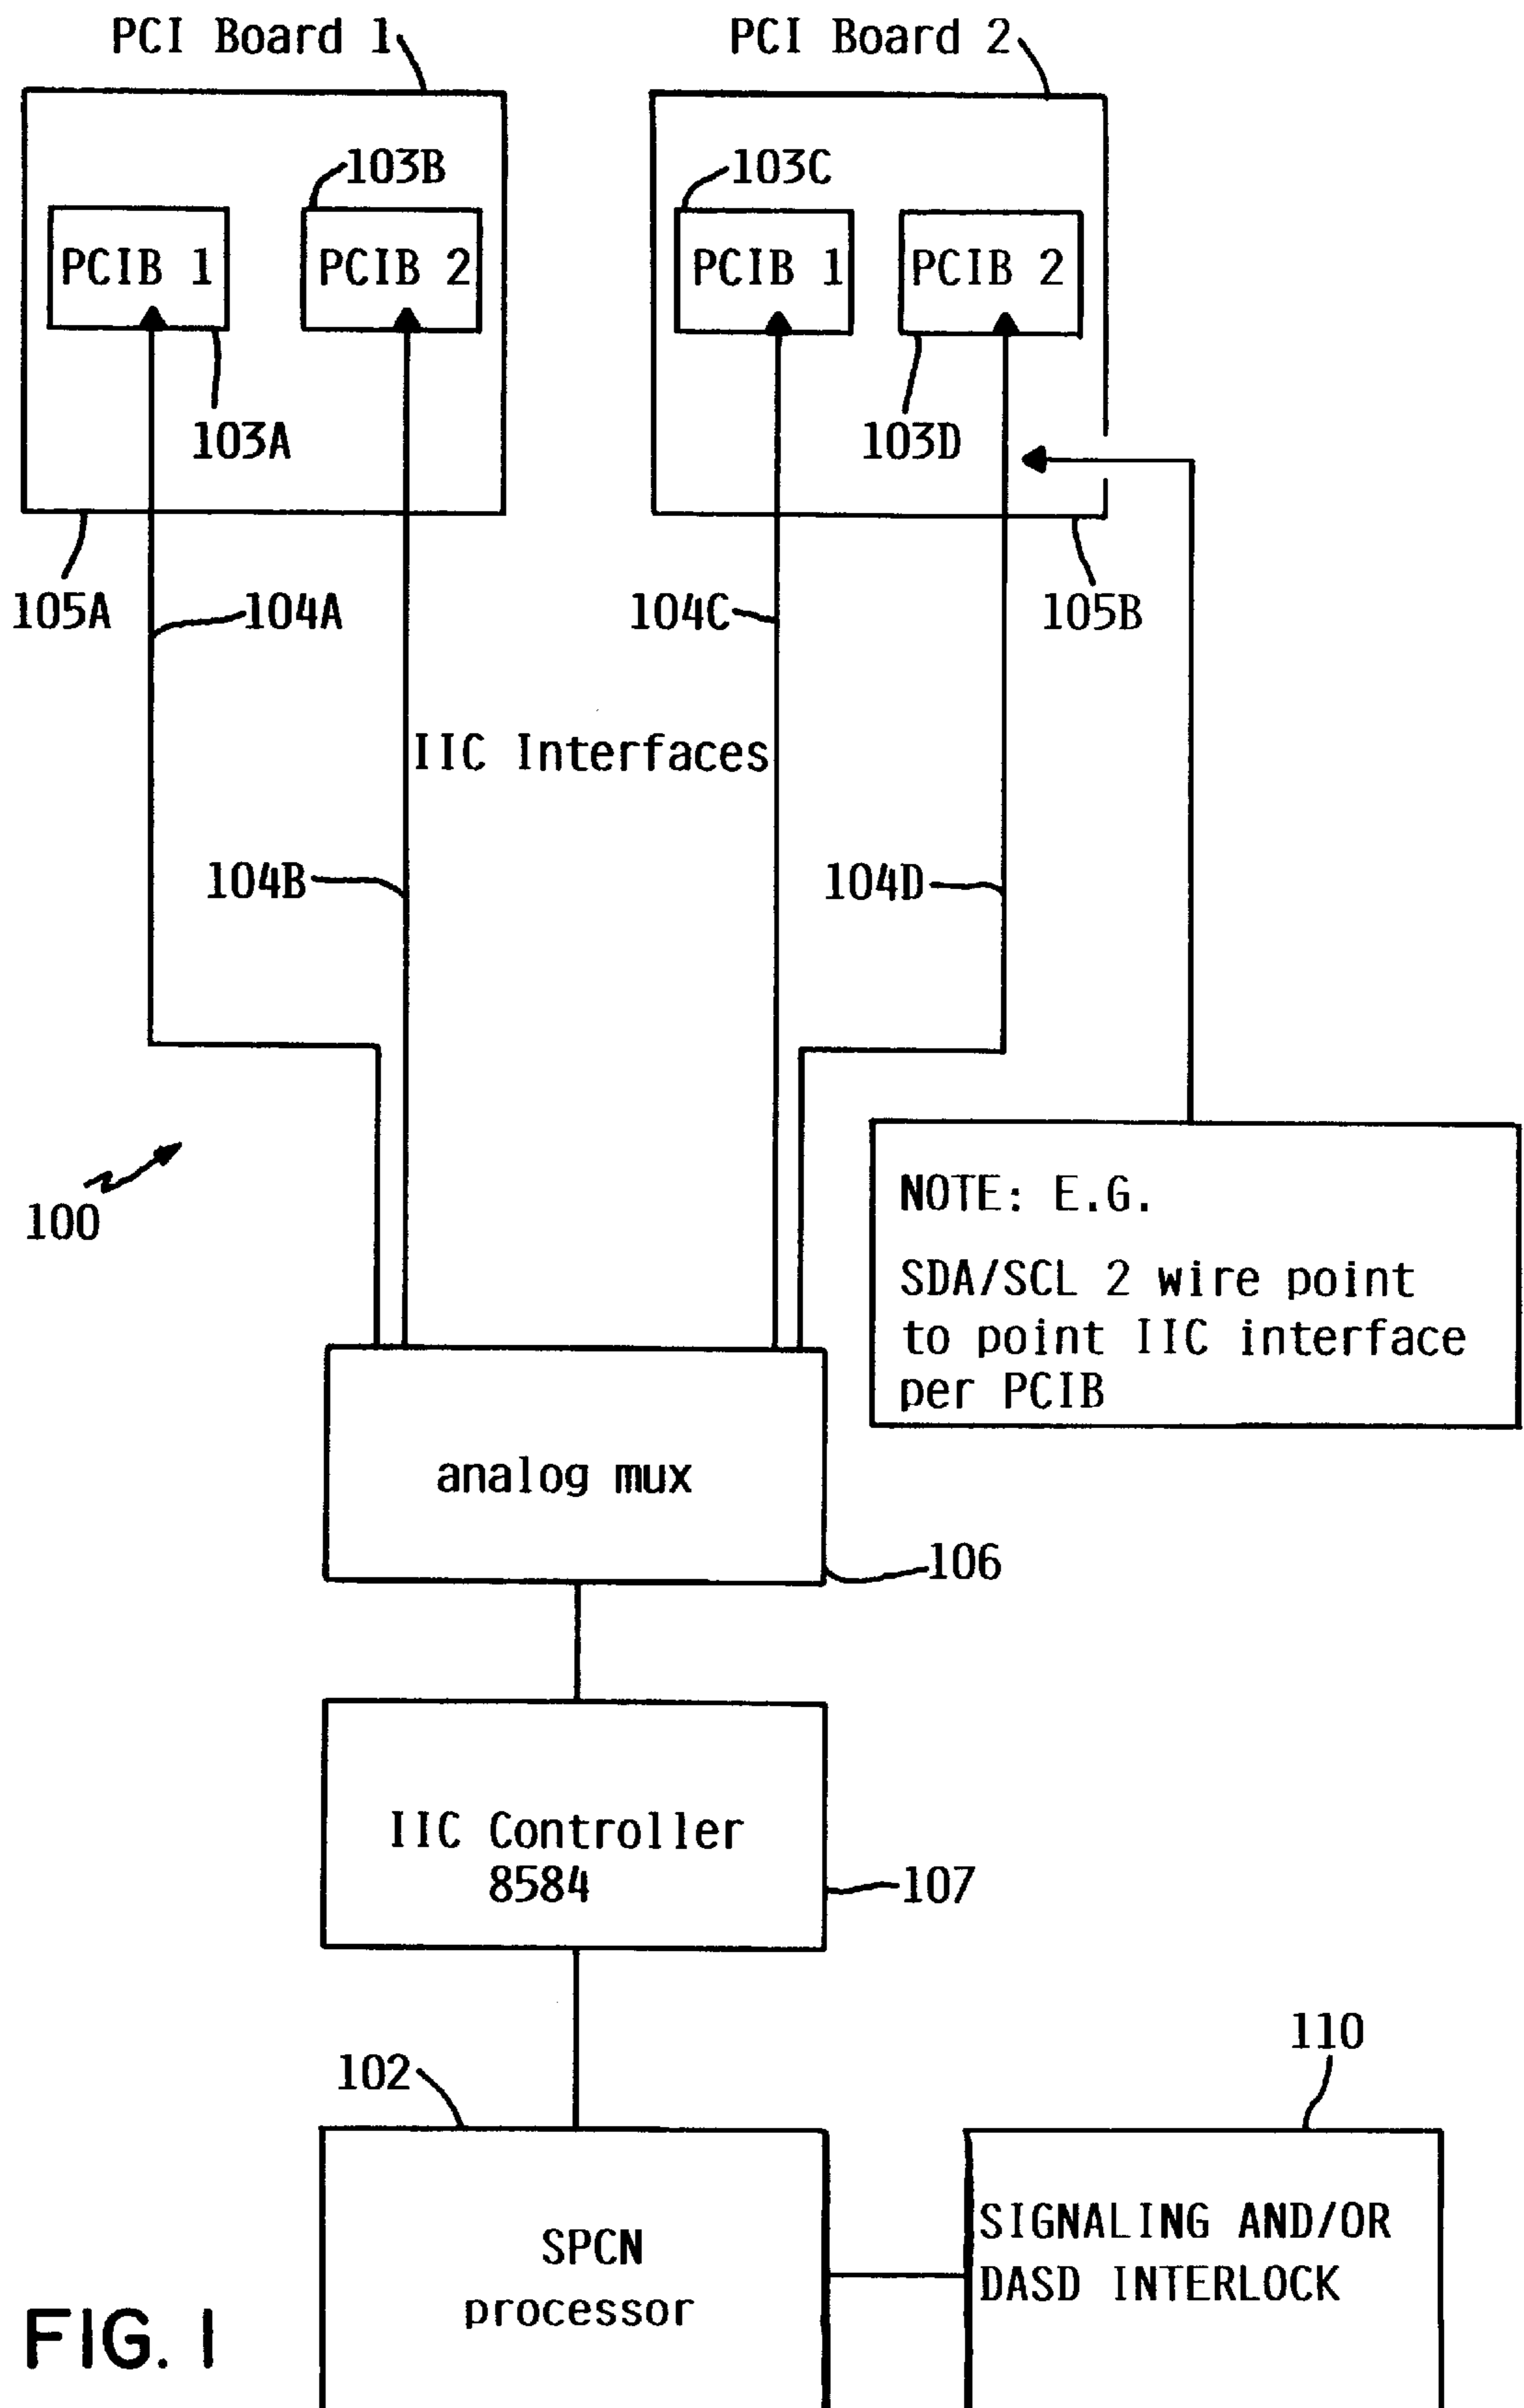 PCI Board 1
PCI Board 2
103B
103C
PCIB 1
PCIB 2
PCIB 1
PCIB 2
103A
103D
105A
104A
104C
105B
IIC Interfaces
104B
104D
100
NOTE: E.G.
SDA/SCL 2 wire point
to point IIC interface
per PCIB
analog mux
106
IIC Controller
8584
107
110
102
SIGNALING AND/OR
DASD INTERLOCK
SPCN
processor
FIG. 1